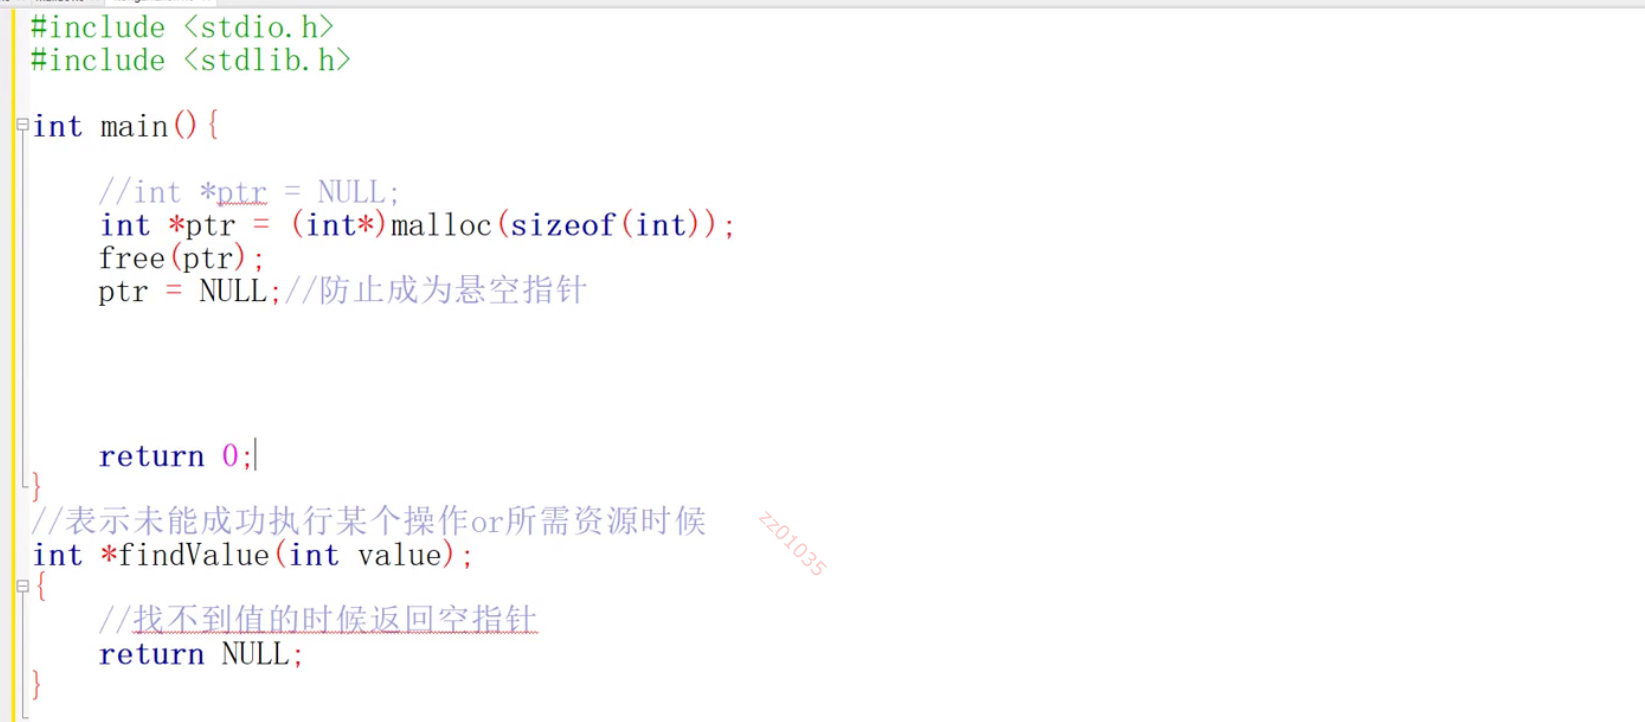 #include <stdio.h>
#include <stdlib.h>
int main(){
//int *ptr = NULL;
int *ptr = (int*)malloc(sizeof(int));
free(ptr);
ptr = NULL;//防止成为悬空指针
return 0;
}
//表示未能成功执行某个操作or所需资源时候
int *findValue(int value);
{
//找不到值的时候返回空指针
return NULL;
}
zz01035